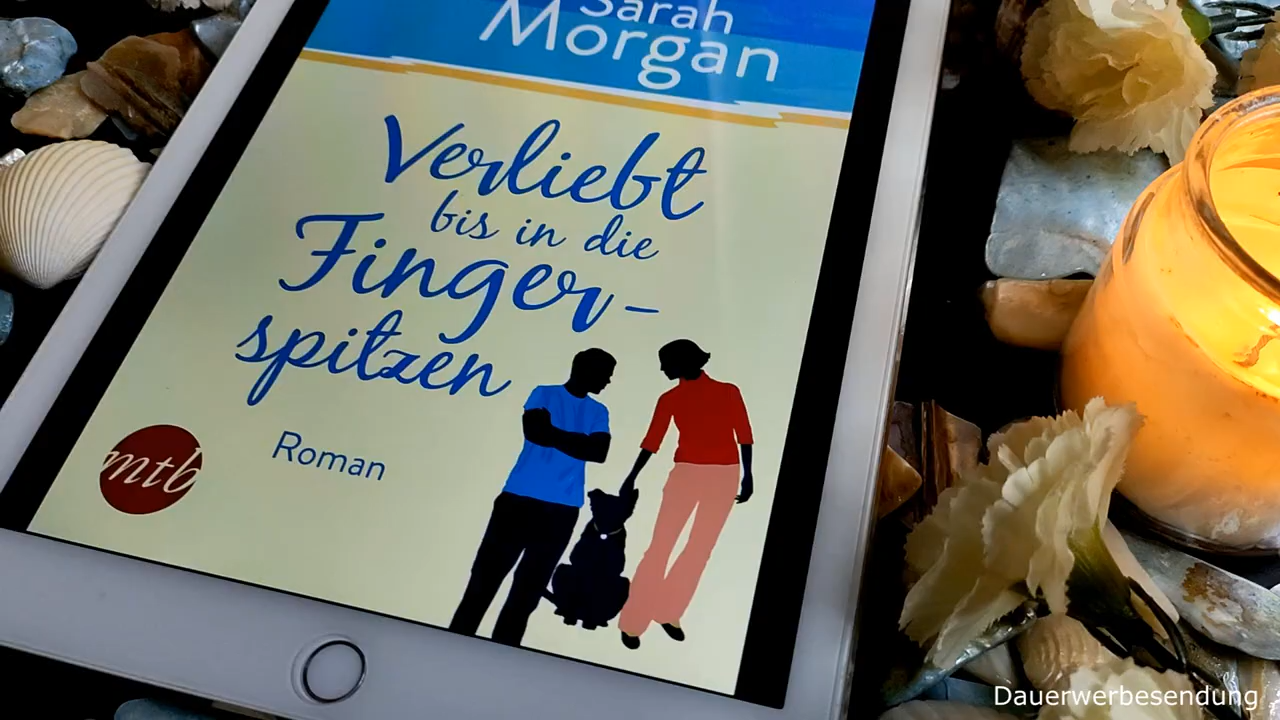 Sarah
Morgan
Verliebt
bis in die
Finger-
spitzen
Roman
mtb
Dauerwerbesendung